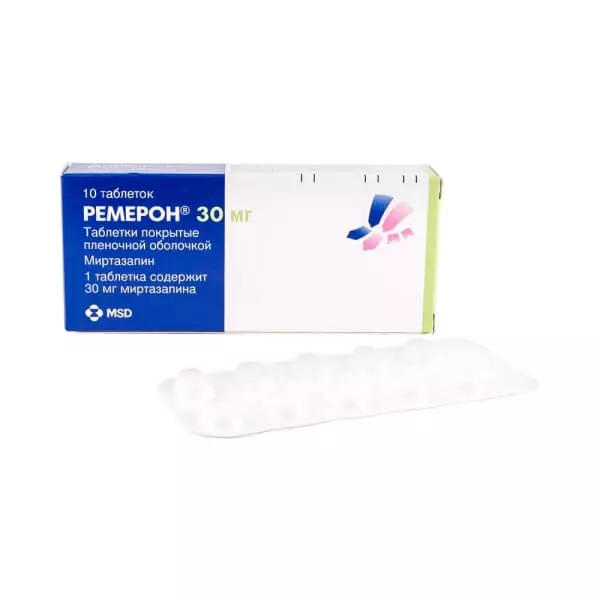 10 таблеток
РЕМЕРОН® 30 мг
Таблетки покрытые
пленочной оболочкой
Миртазапин
1 таблетка содержит
30 мг миртазапина
MSD